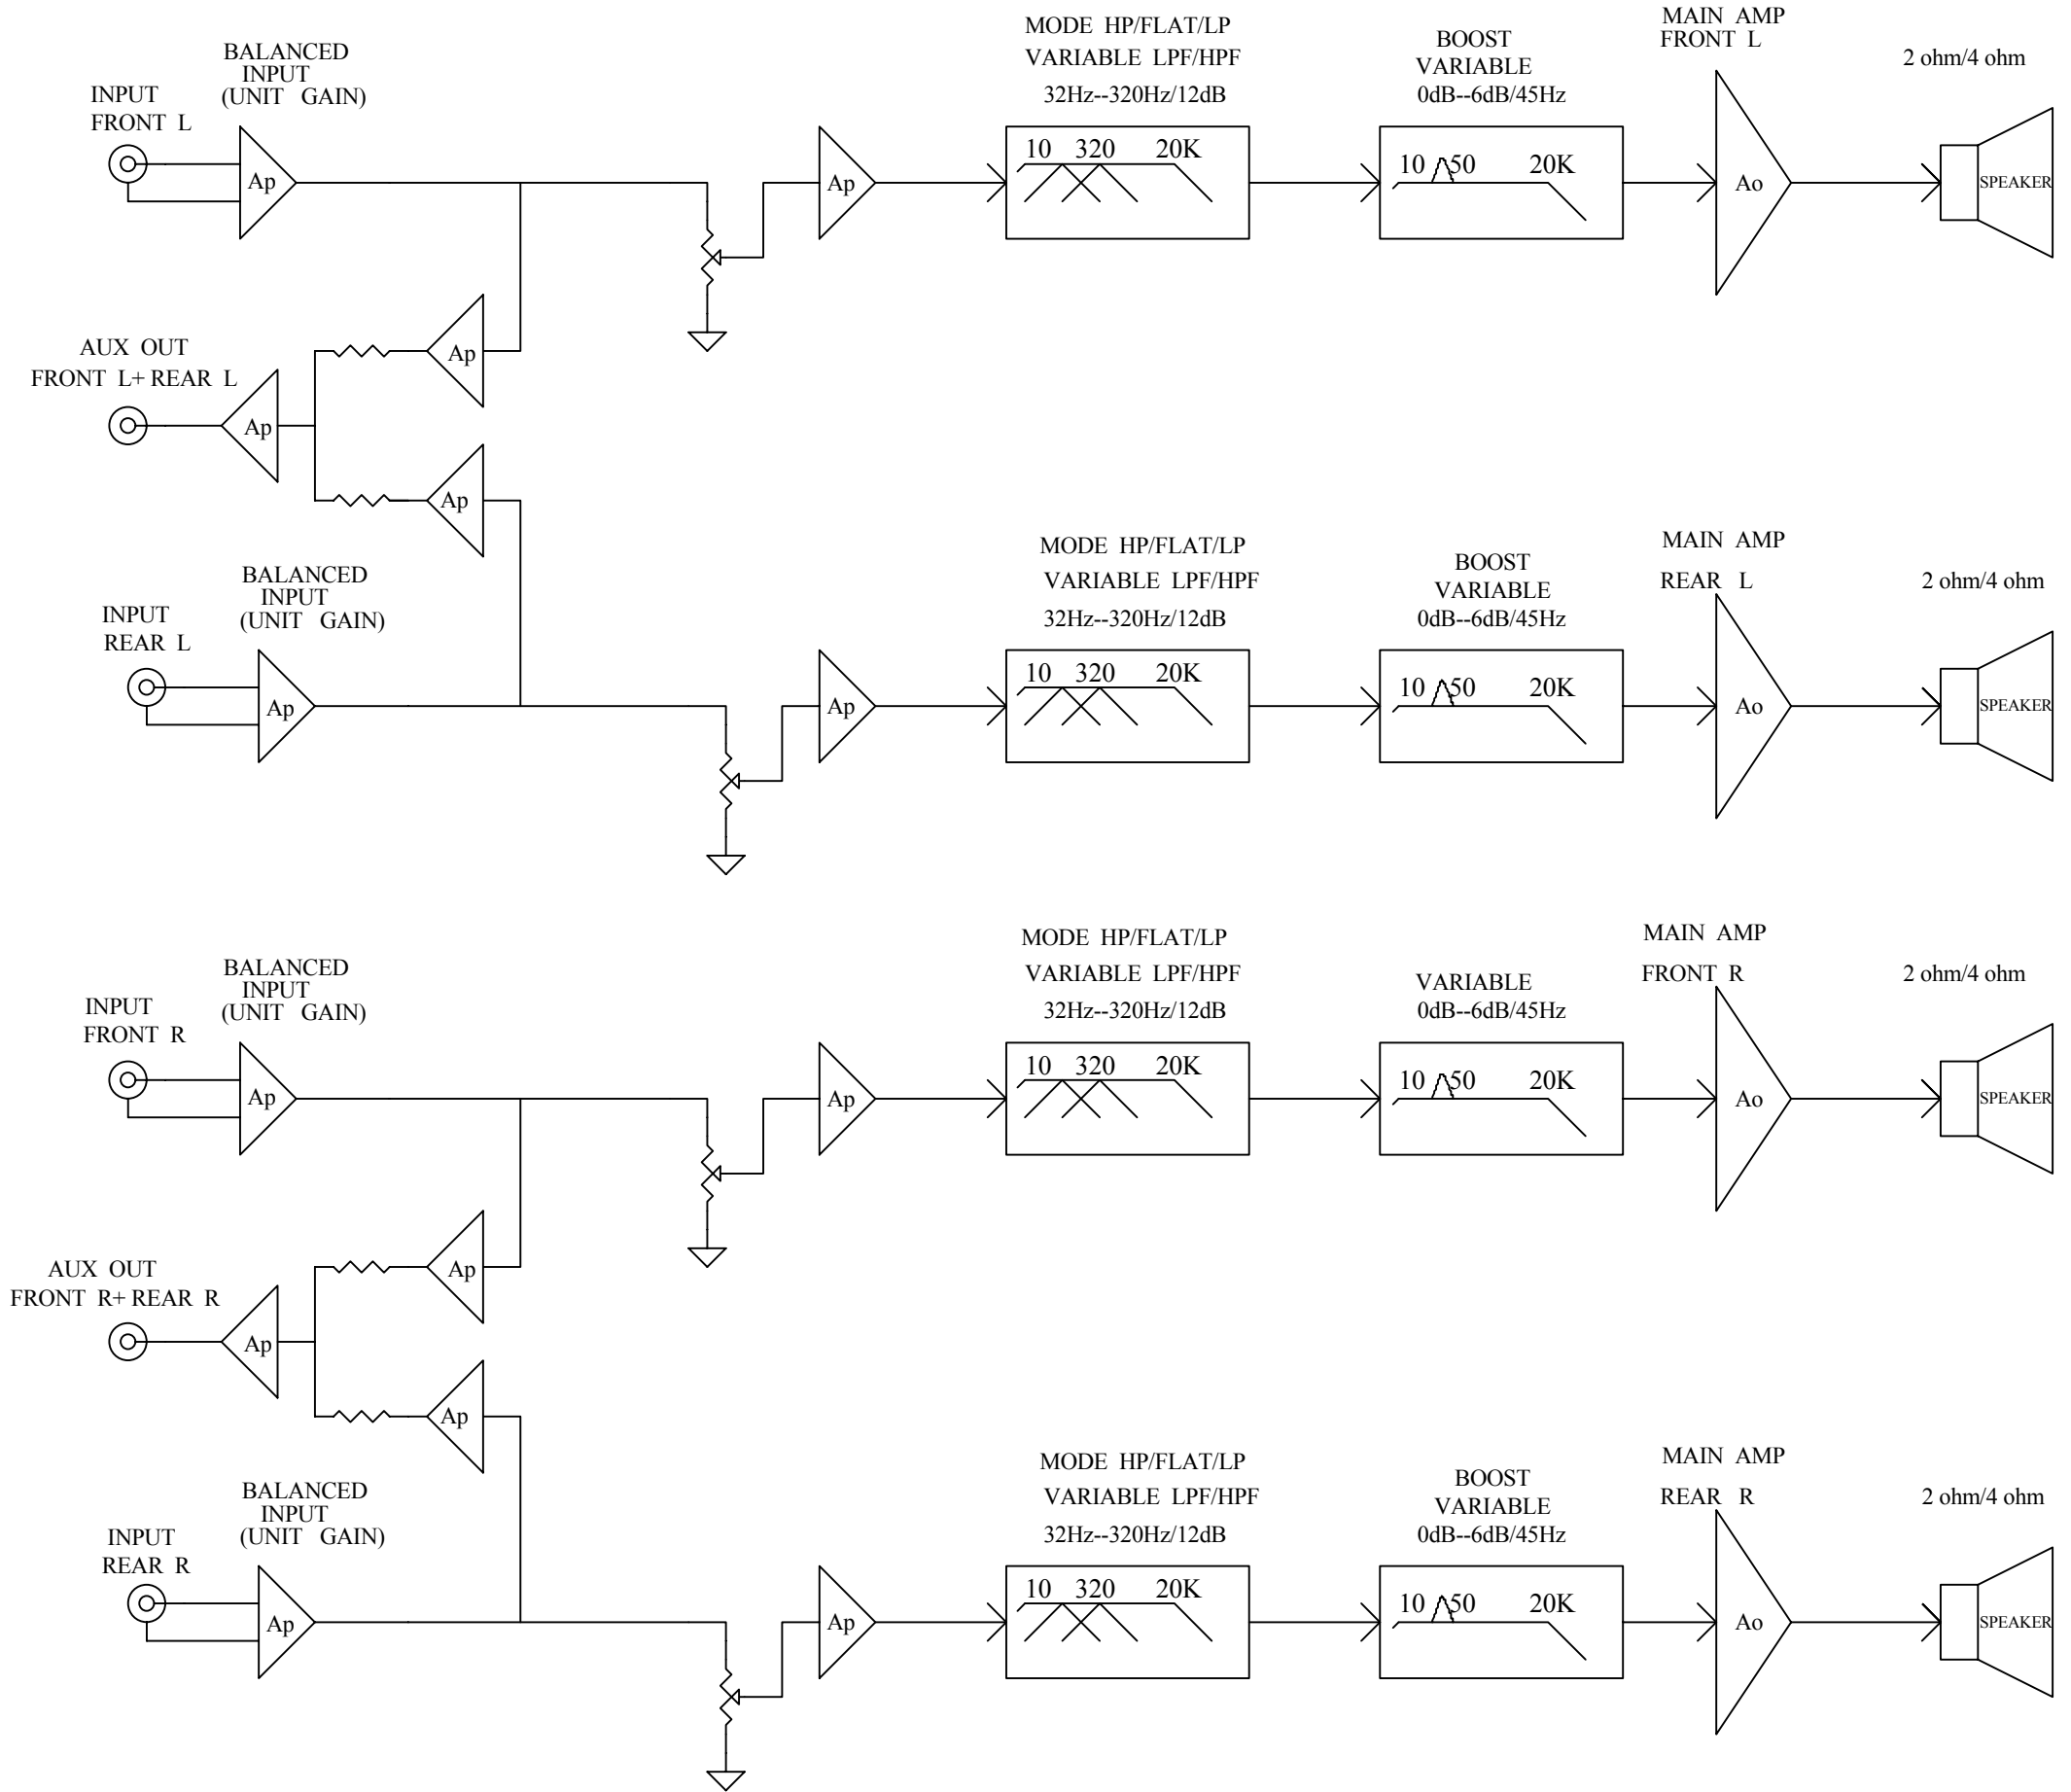 MODE HP/FLAT/LP
VARIABLE LPF/HPF
32Hz--320Hz/12dB
BOOST
VARIABLE
0dB--6dB/45Hz
MAIN AMP
FRONT L
2 ohm/4 ohm
BALANCED
INPUT
(UNIT GAIN)
INPUT
FRONT L
Ap
Ap
10 320 20K
10 50 20K
Ao
SPEAKER
AUX OUT
FRONT L+ REAR L
Ap
Ap
Ap
MODE HP/FLAT/LP
VARIABLE LPF/HPF
32Hz--320Hz/12dB
BOOST
VARIABLE
0dB--6dB/45Hz
MAIN AMP
REAR L
2 ohm/4 ohm
BALANCED
INPUT
(UNIT GAIN)
INPUT
REAR L
Ap
Ap
10 320 20K
10 50 20K
Ao
SPEAKER
MODE HP/FLAT/LP
VARIABLE LPF/HPF
32Hz--320Hz/12dB
VARIABLE
0dB--6dB/45Hz
MAIN AMP
FRONT R
2 ohm/4 ohm
BALANCED
INPUT
(UNIT GAIN)
INPUT
FRONT R
Ap
Ap
10 320 20K
10 50 20K
Ao
SPEAKER
AUX OUT
FRONT R+ REAR R
Ap
Ap
Ap
MODE HP/FLAT/LP
VARIABLE LPF/HPF
32Hz--320Hz/12dB
BOOST
VARIABLE
0dB--6dB/45Hz
MAIN AMP
REAR R
2 ohm/4 ohm
BALANCED
INPUT
(UNIT GAIN)
INPUT
REAR R
Ap
Ap
10 320 20K
10 50 20K
Ao
SPEAKER